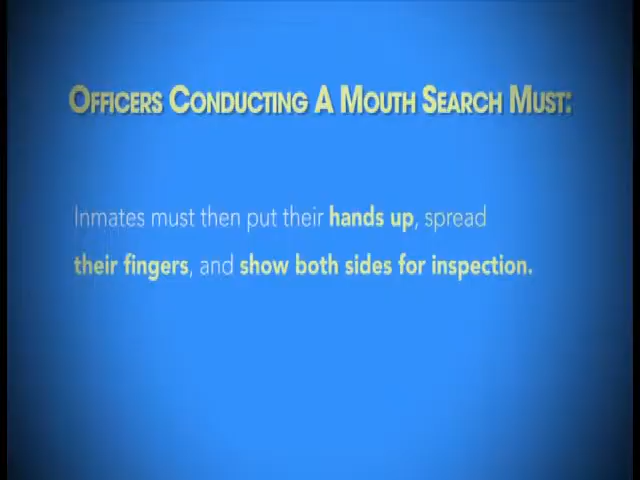 OFFICERS CONDUCTING A MOUTH SEARCH MUST:
Inmates must then put their hands up, spread
their fingers, and show both sides for inspection.